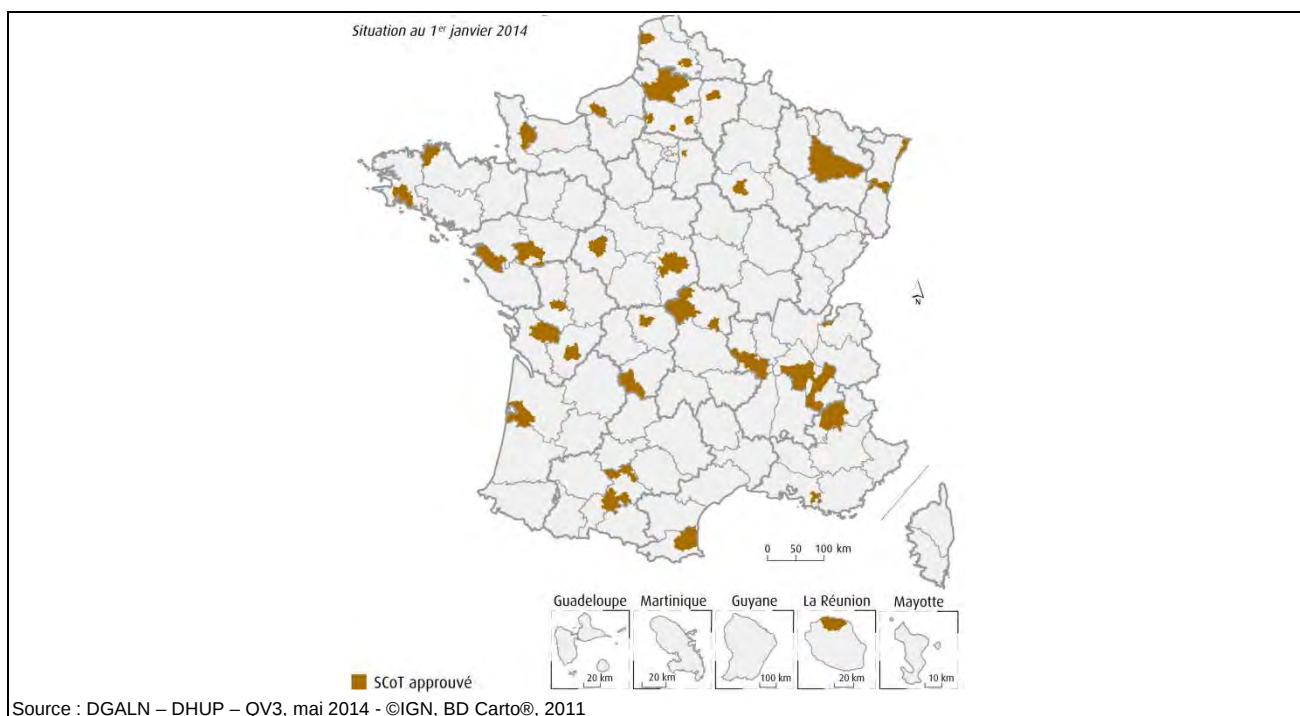 Situation au 1er janvier 2014
N
0 50 100 km
Guadeloupe Martinique Guyane La Réunion Mayotte
20 km 20 km 100 km 20 km 10 km
SCoT approuvé
Source : DGALN – DHUP – QV3, mai 2014 - ©IGN, BD Carto®, 2011